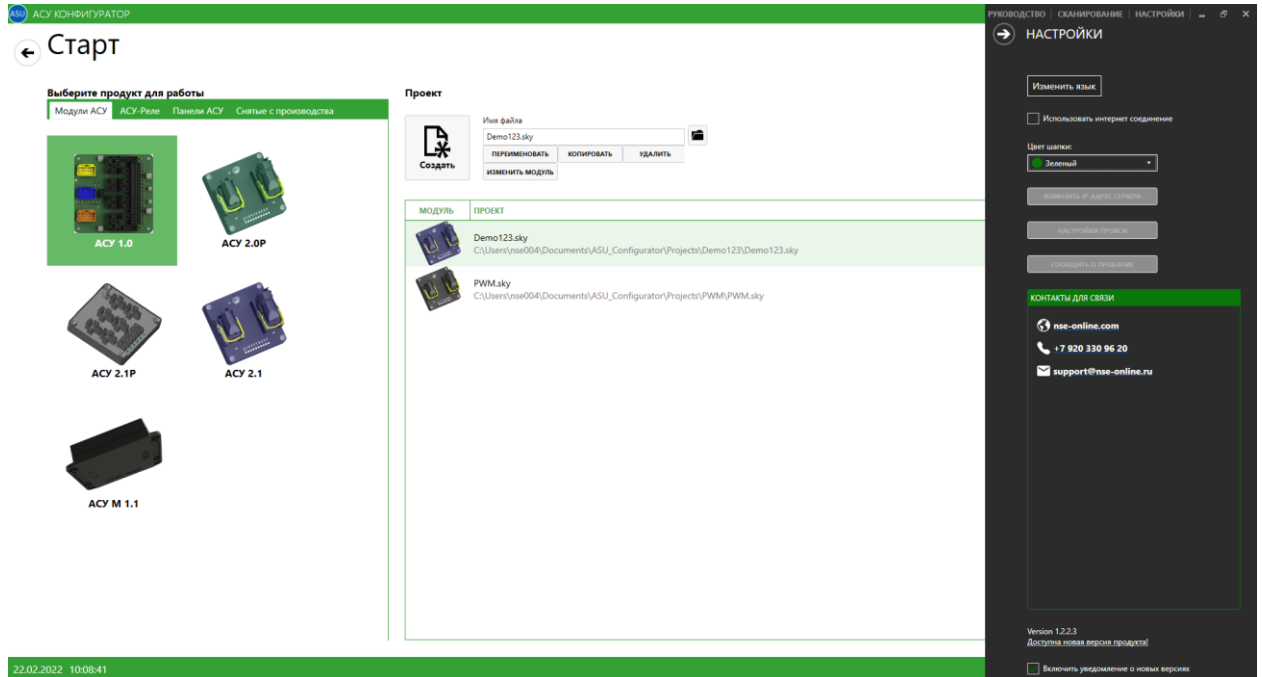 ASU АСУ КОНФИГУРАТОР
РУКОВОДСТВО | СКАНИРОВАНИЕ | НАСТРОЙКИ
Старт
Выберите продукт для работы
Модули АСУ АСУ-Реле Панели АСУ Снятые с производства
АСУ 1.0
АСУ 2.0Р
АСУ 2.1Р
АСУ 2.1
АСУ М 1.1
Проект
Создать
Имя файла
Demo123.sky
ПЕРЕИМЕНОВАТЬ КОПИРОВАТЬ УДАЛИТЬ
ИЗМЕНИТЬ МОДУЛЬ
МОДУЛЬ ПРОЕКТ
Demo123.sky
C:\Users\nse004\Documents\ASU_Configurator\Projects\Demo123\Demo123.sky
PWM.sky
C:\Users\nse004\Documents\ASU_Configurator\Projects\PWM\PWM.sky
НАСТРОЙКИ
Изменить язык
Использовать интернет соединение
Цвет шапки:
Зеленый
ИЗМЕНИТЬ IP-АДРЕС СЕРВЕРА
НАСТРОЙКИ ПРОКСИ
СООБЩИТЬ О ПРОБЛЕМЕ
КОНТАКТЫ ДЛЯ СВЯЗИ
nse-online.com
+7 920 330 96 20
support@nse-online.ru
Version 1.2.2.3
Доступна новая версия продукта!
Включить уведомление о новых версиях
22.02.2022 10:08:41